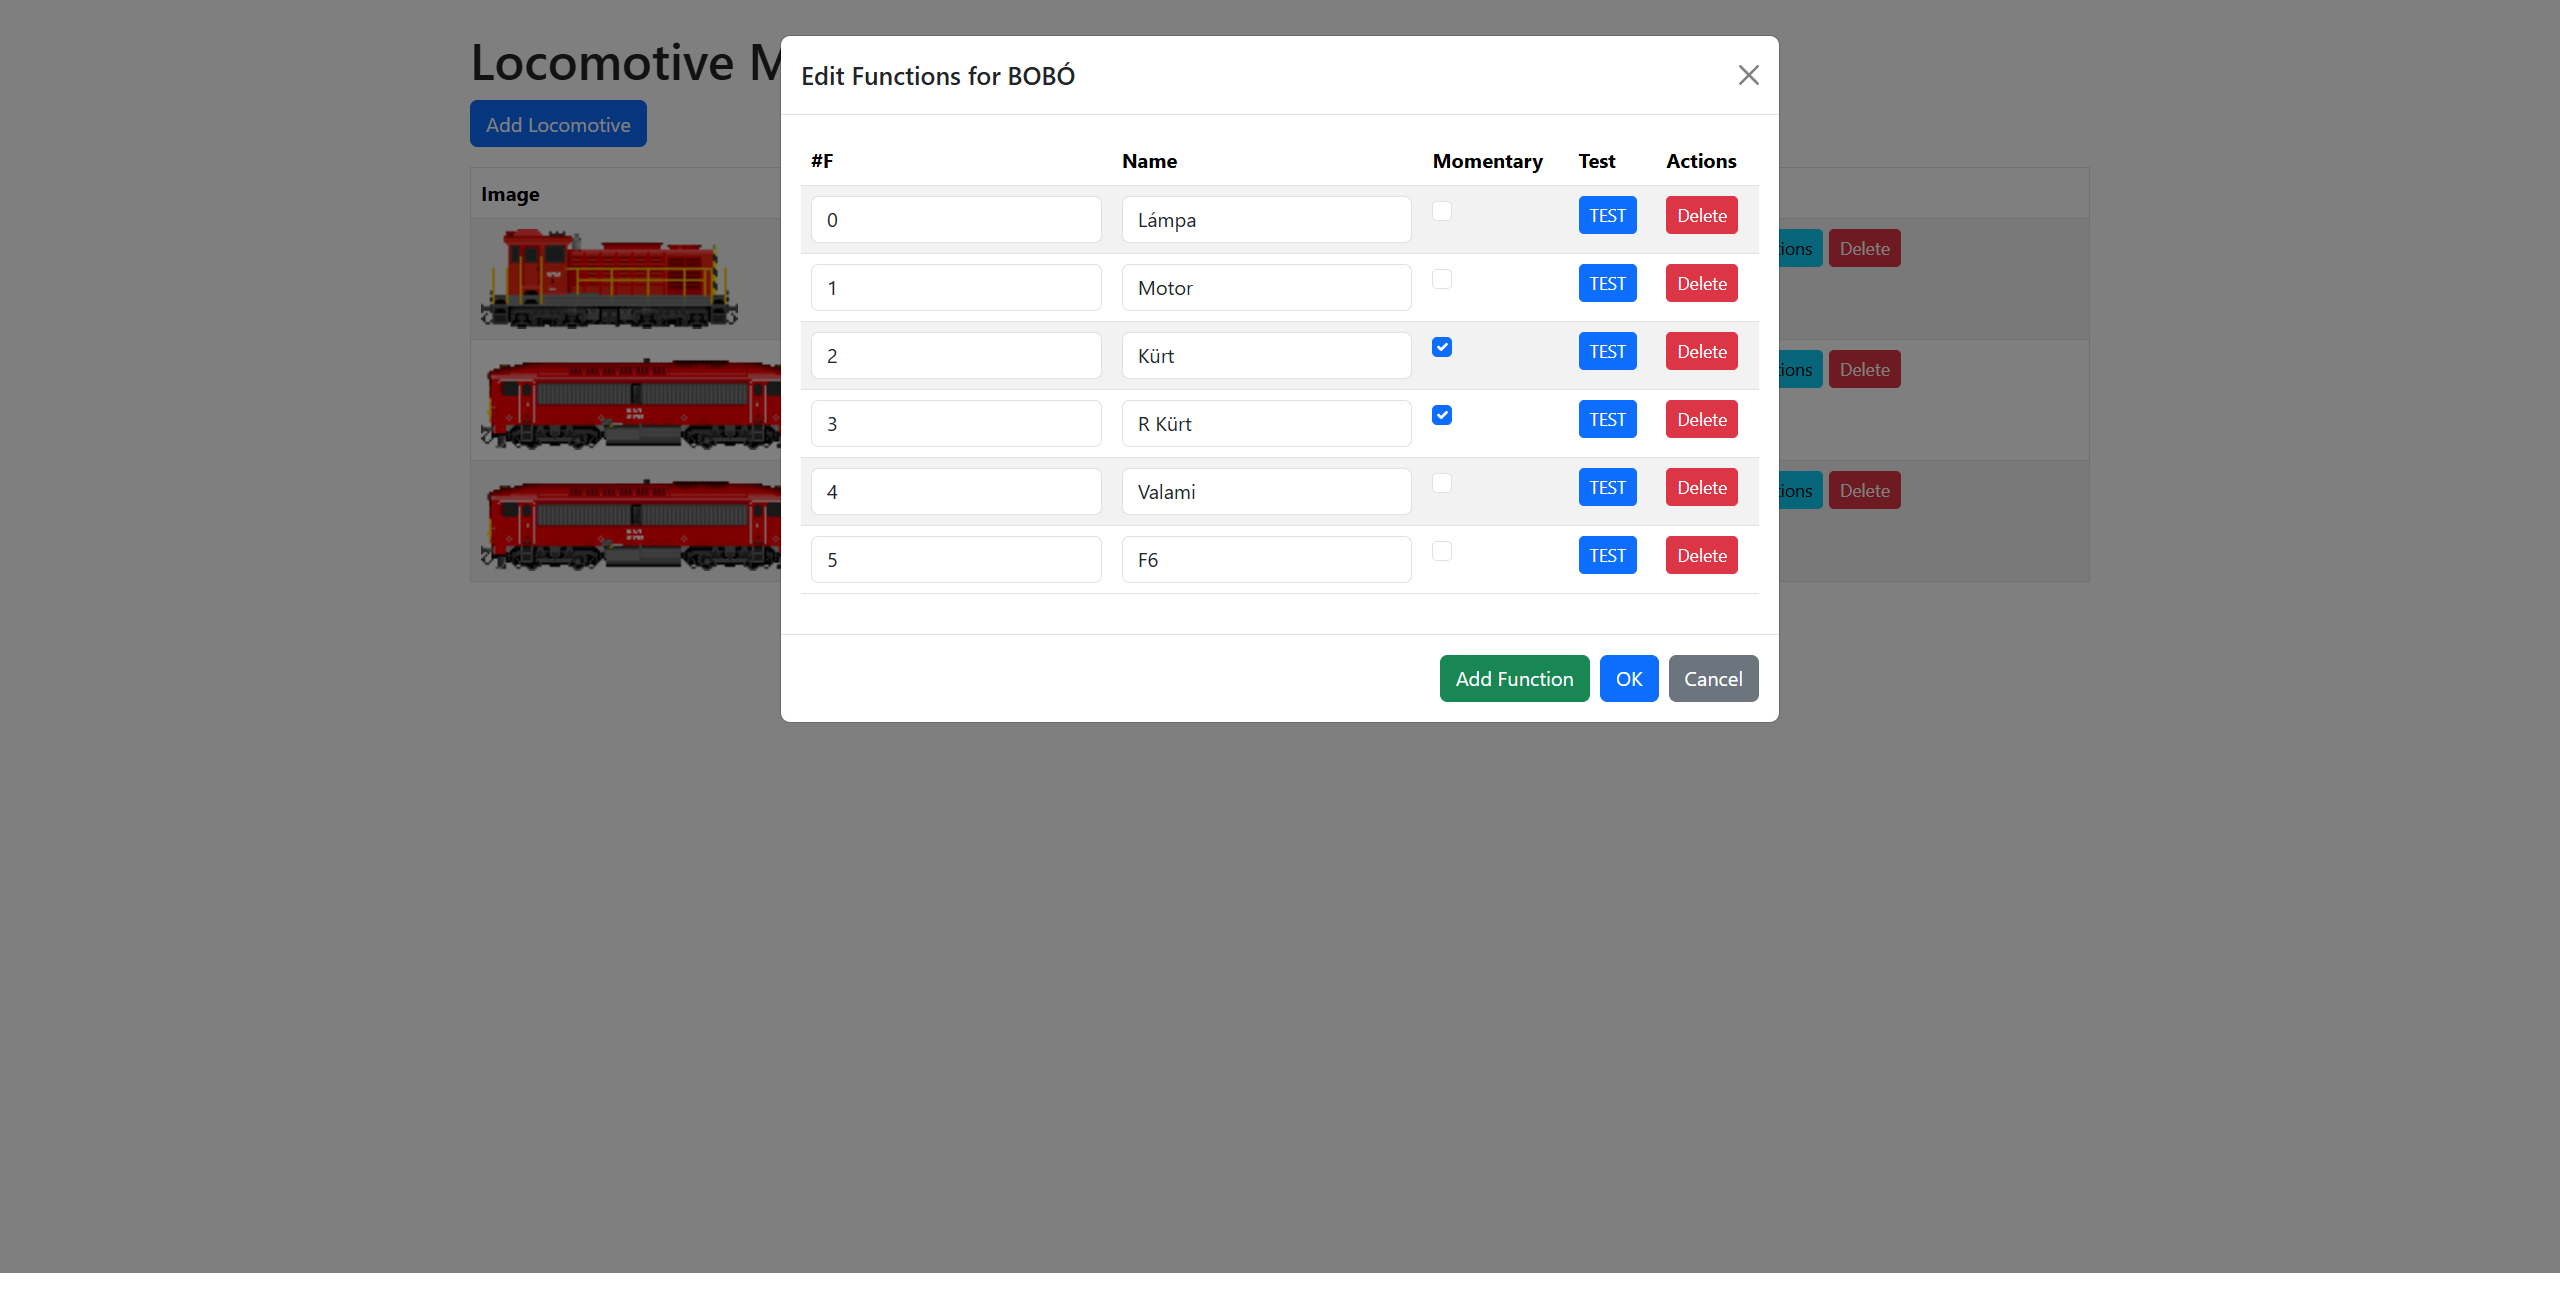 Locomotive M
Add Locomotive
Image
Edit Functions for BOBÓ
#F Name Momentary Test Actions
0 Lámpa TEST Delete
1 Motor TEST Delete
2 Kürt TEST Delete
3 R Kürt TEST Delete
4 Valami TEST Delete
5 F6 TEST Delete
Add Function OK Cancel
ions Delete
ions Delete
ions Delete